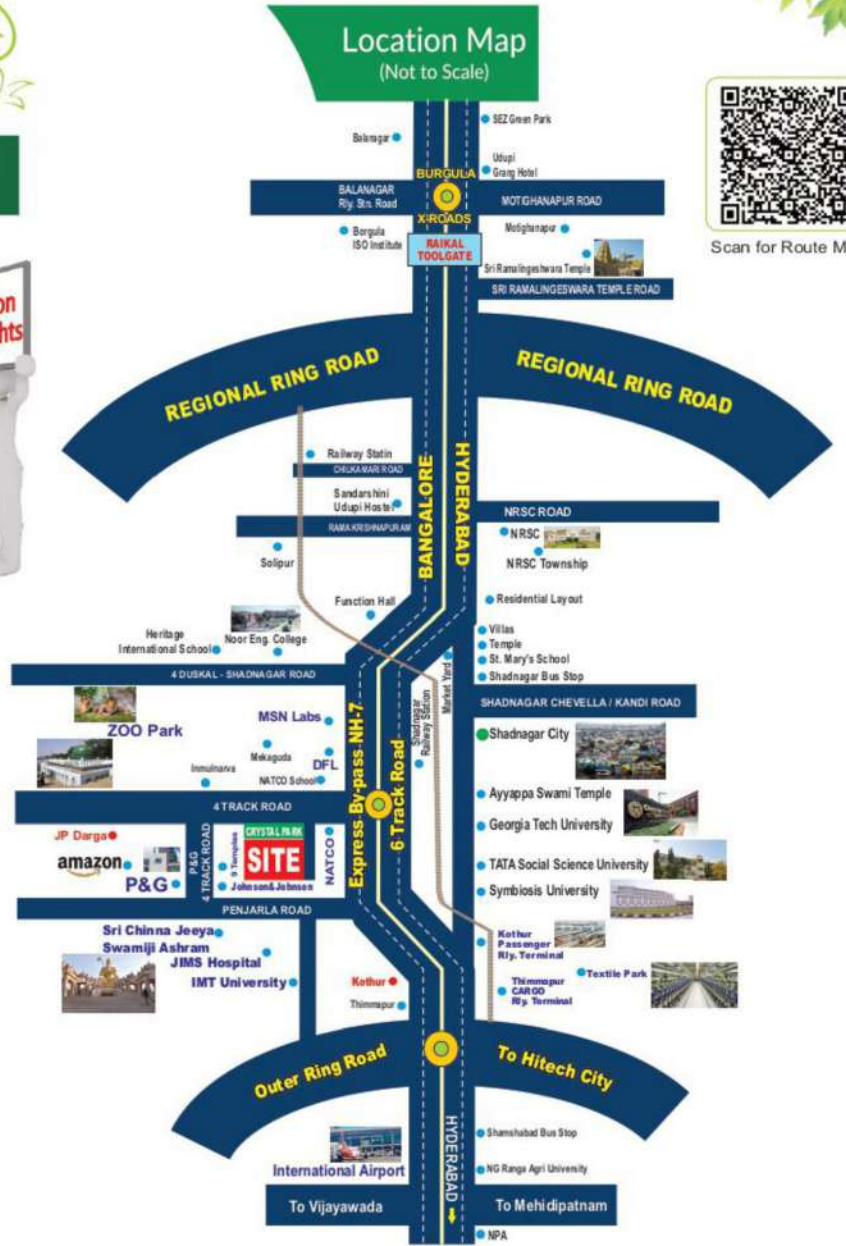 Location Map
(Not to Scale)
SEZ Green Park
Balanagar
Udupi
Grang Hotel
BURGULA
BALANAGAR
Rly. Stn. Road
MOTIGHANAPUR ROAD
X-ROADS
Scan for Route M
Borgula
ISO Institute
RAIKAL
TOOLGATE
Motighanapur
Sri Ramalingeshwara Temple
SRI RAMALINGESWARA TEMPLE ROAD
on
hts
REGIONAL RING ROAD
REGIONAL RING ROAD
Railway Statin
CHILKAMARI ROAD
BANGALORE
HYDERABAD
Sandarshini
Udupi Hostel
RAMA KRISHNAPURAM
NRSC ROAD
NRSC
NRSC Township
Solipur
Function Hall
Residential Layout
Heritage
International School
Noor Eng. College
Villas
Temple
St. Mary's School
Shadnagar Bus Stop
Market Yard
4 DUSKAL - SHADNAGAR ROAD
SHADNAGAR CHEVELLA / KANDI ROAD
ZOO Park
MSN Labs
Mekaguda
DFL
Inmulnarva
NATCO School
Express By-pass NH-7
6 Track Road
Shadnagar
Railway Station
Shadnagar City
4 TRACK ROAD
Ayyappa Swami Temple
Georgia Tech University
JP Darga
amazon
P&G
P&G
4 TRACK ROAD
9 Temples
CRYSTAL PARK
SITE
Johnson&Johnson
NATCO
TATA Social Science University
Symbiosis University
PENJARLA ROAD
Sri Chinna Jeeya
Swamiji Ashram
JIMS Hospital
IMT University
Kothur
Passenger
Rly. Terminal
Kothur
Thimmapur
Thimmapur
CARGO
Rly. Terminal
Textile Park
Outer Ring Road
To Hitech City
International Airport
HYDERABAD
Shamshabad Bus Stop
NG Ranga Agri University
To Vijayawada
To Mehidipatnam
NPA